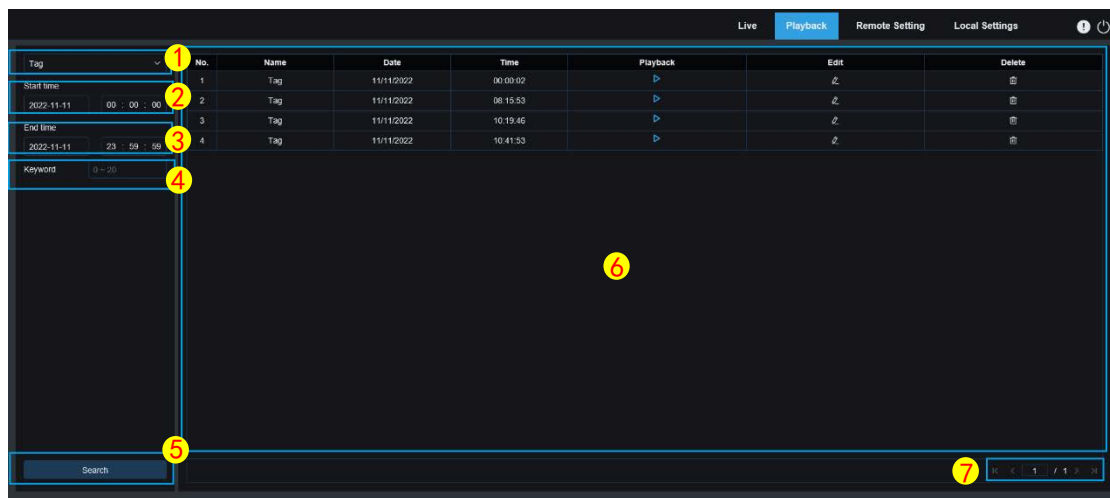 Live Playback Remote Setting Local Settings
Tag 1
Start time
2022-11-11 00 : 00 : 00 2
End time
2022-11-11 23 : 59 : 59 3
Keyword 0 ~ 20 4
Search 5
No. Name Date Time Playback Edit Delete
1 Tag 11/11/2022 00:00:02
2 Tag 11/11/2022 08:15:53
3 Tag 11/11/2022 10:19:46
4 Tag 11/11/2022 10:41:53
6
7 1 / 1